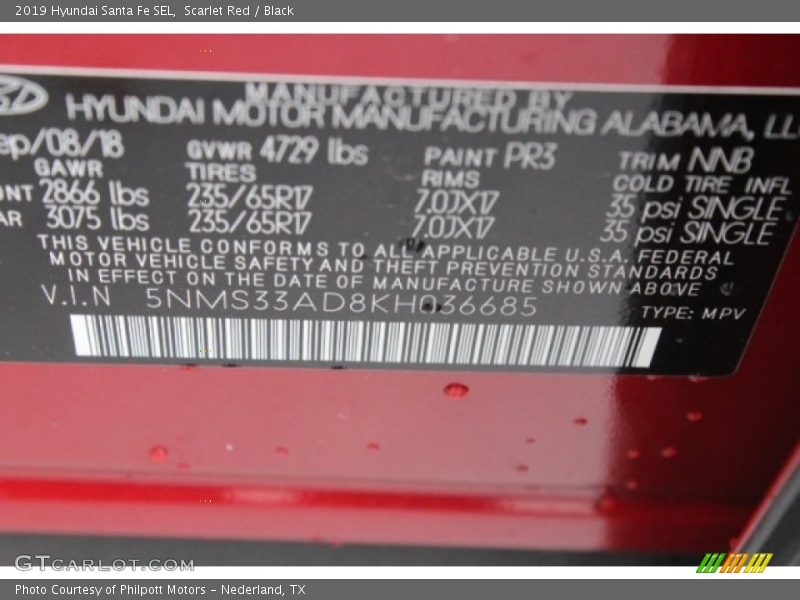 2019 Hyundai Santa Fe SEL, Scarlet Red / Black
MANUFACTURED BY
HYUNDAI MOTOR MANUFACTURING ALABAMA, LL
ep/08/18 GVWR 4729 lbs PAINT PR3 TRIM NNB
GAWR TIRES RIMS COLD TIRE INFL
ONT 2866 lbs 235/65R17 7.0JX17 35 psi SINGLE
AR 3075 lbs 235/65R17 7.0JX17 35 psi SINGLE
THIS VEHICLE CONFORMS TO ALL APPLICABLE U.S.A. FEDERAL
MOTOR VEHICLE SAFETY AND THEFT PREVENTION STANDARDS
IN EFFECT ON THE DATE OF MANUFACTURE SHOWN ABOVE
V.I.N 5NMS33AD8KH036685 TYPE: MPV
GTCARLOT.COM
Photo Courtesy of Philpott Motors - Nederland, TX